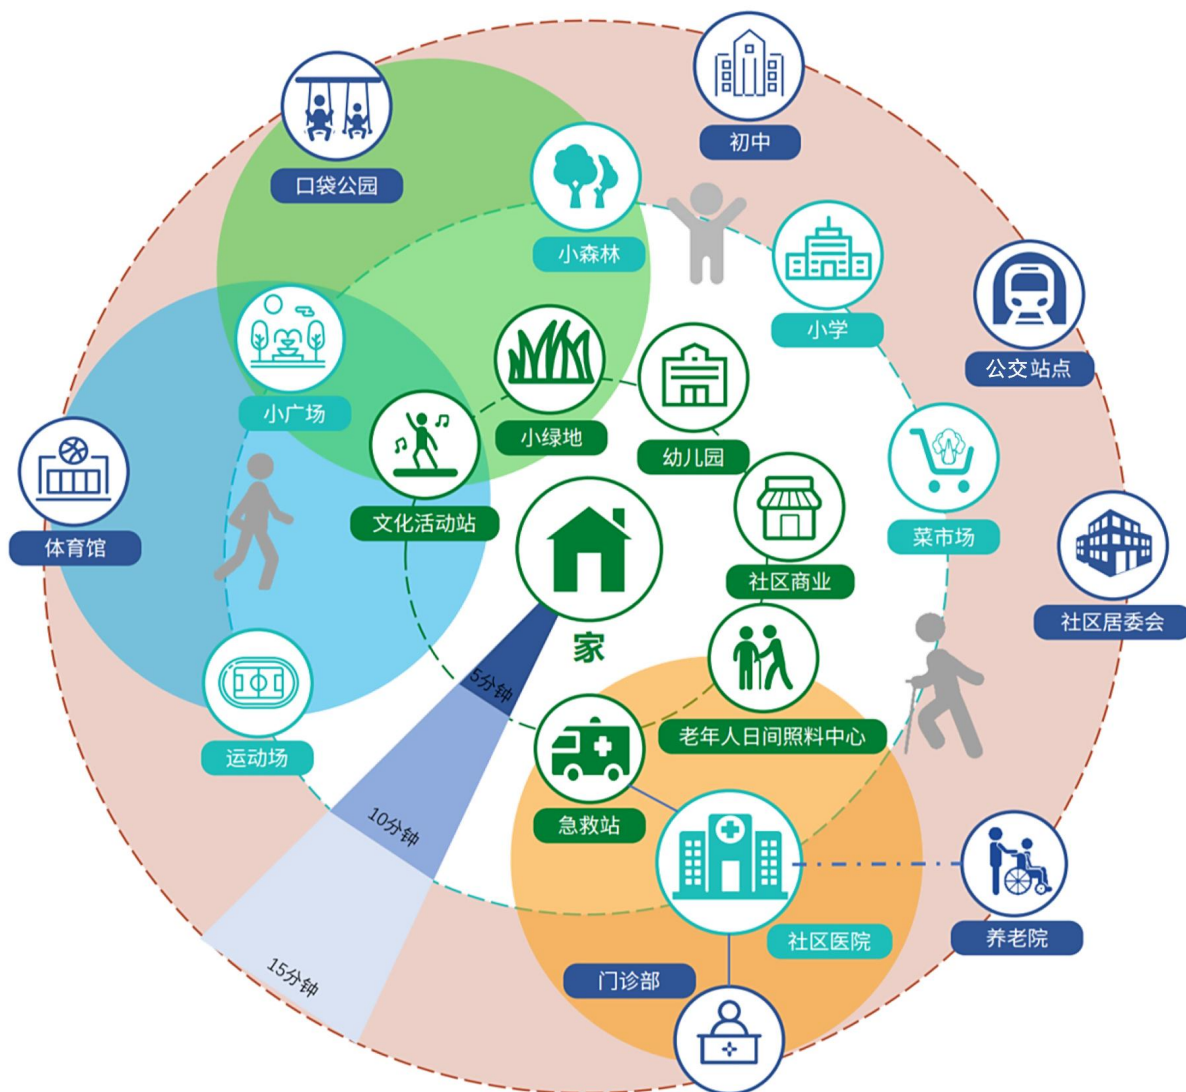 初中
口袋公园
小森林
小学
公交站点
小广场
小绿地
幼儿园
文化活动站
菜市场
体育馆
社区商业
社区居委会
家
5分钟
老年人日间照料中心
运动场
10分钟
急救站
社区医院
养老院
15分钟
门诊部